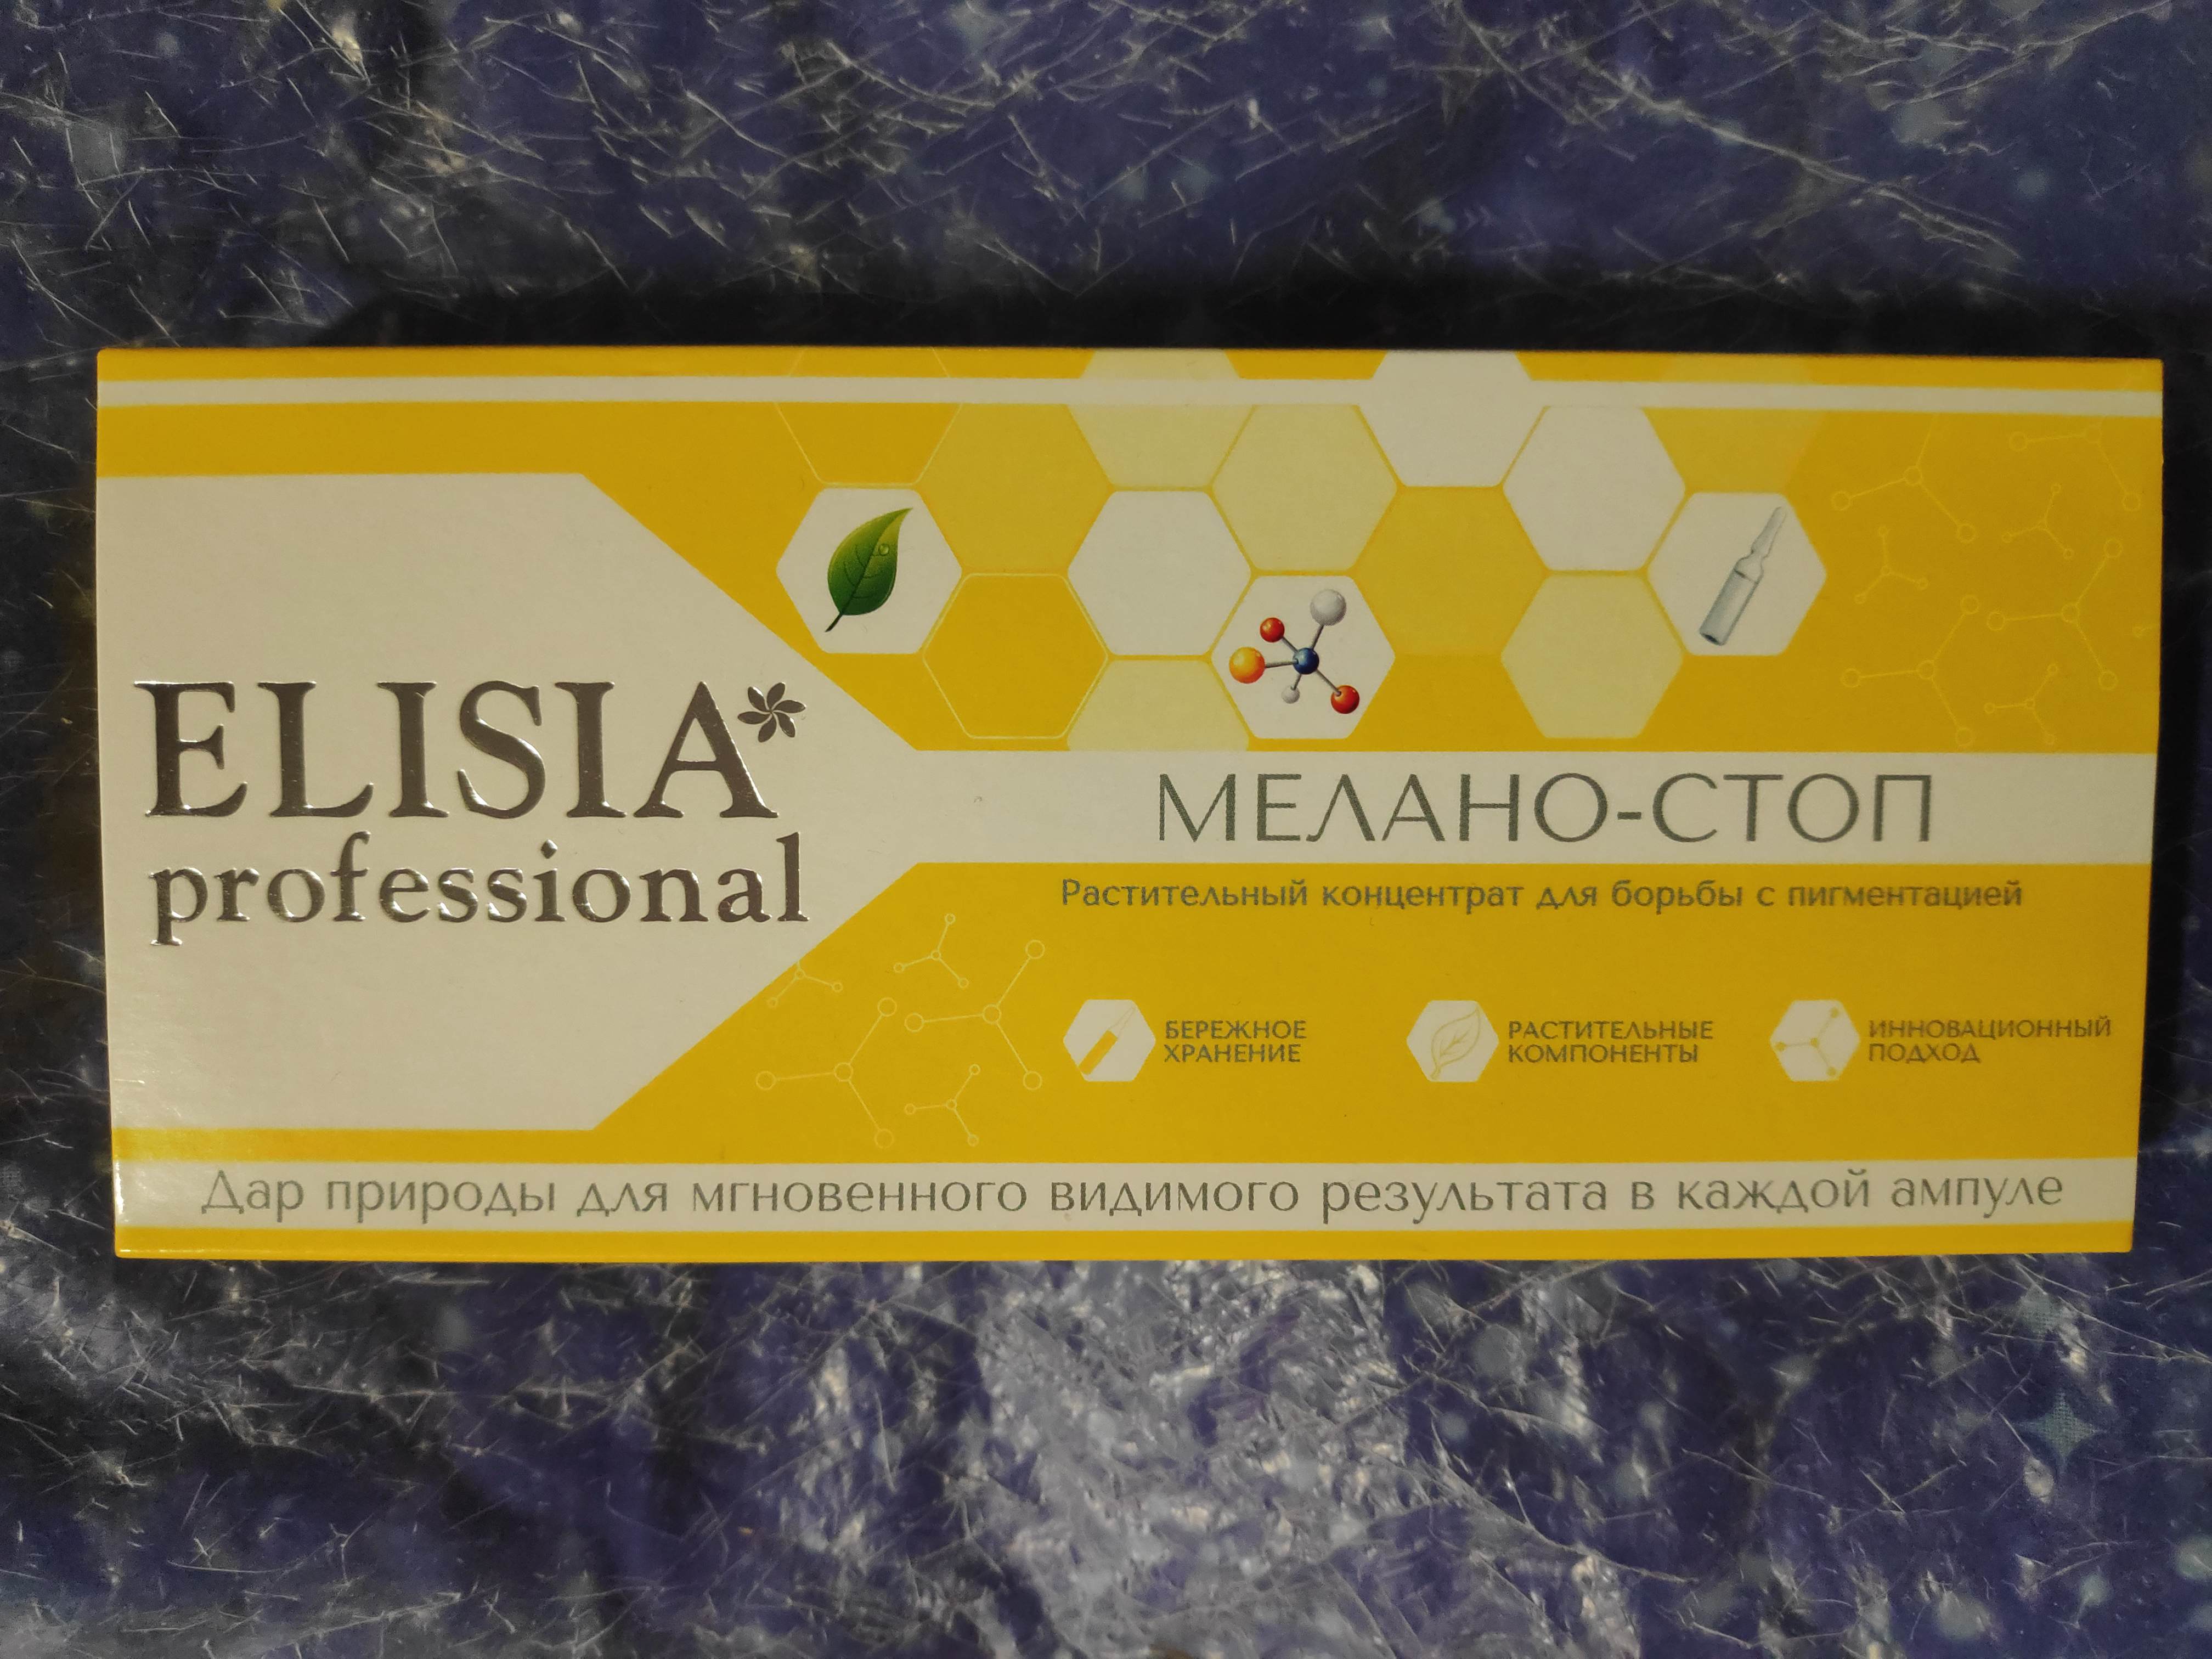 ELISIA
professional
МЕЛАНО-СТОП
Растительный концентрат для борьбы с пигментацией
БЕРЕЖНОЕ
ХРАНЕНИЕ
РАСТИТЕЛЬНЫЕ
КОМПОНЕНТЫ
ИННОВАЦИОННЫЙ
ПОДХОД
Дар природы для мгновенного видимого результата в каждой ампуле